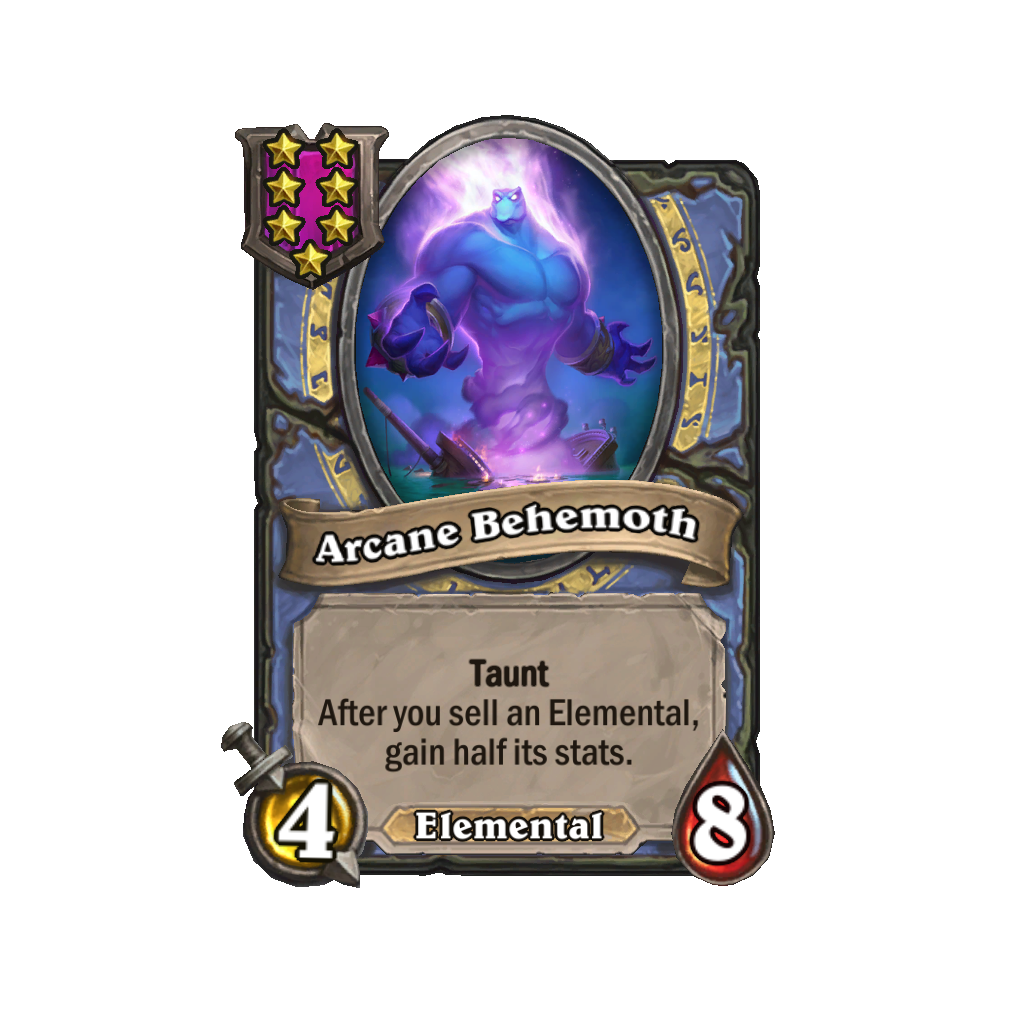 Arcane Behemoth
Taunt
After you sell an Elemental,
gain half its stats.
4
Elemental
8